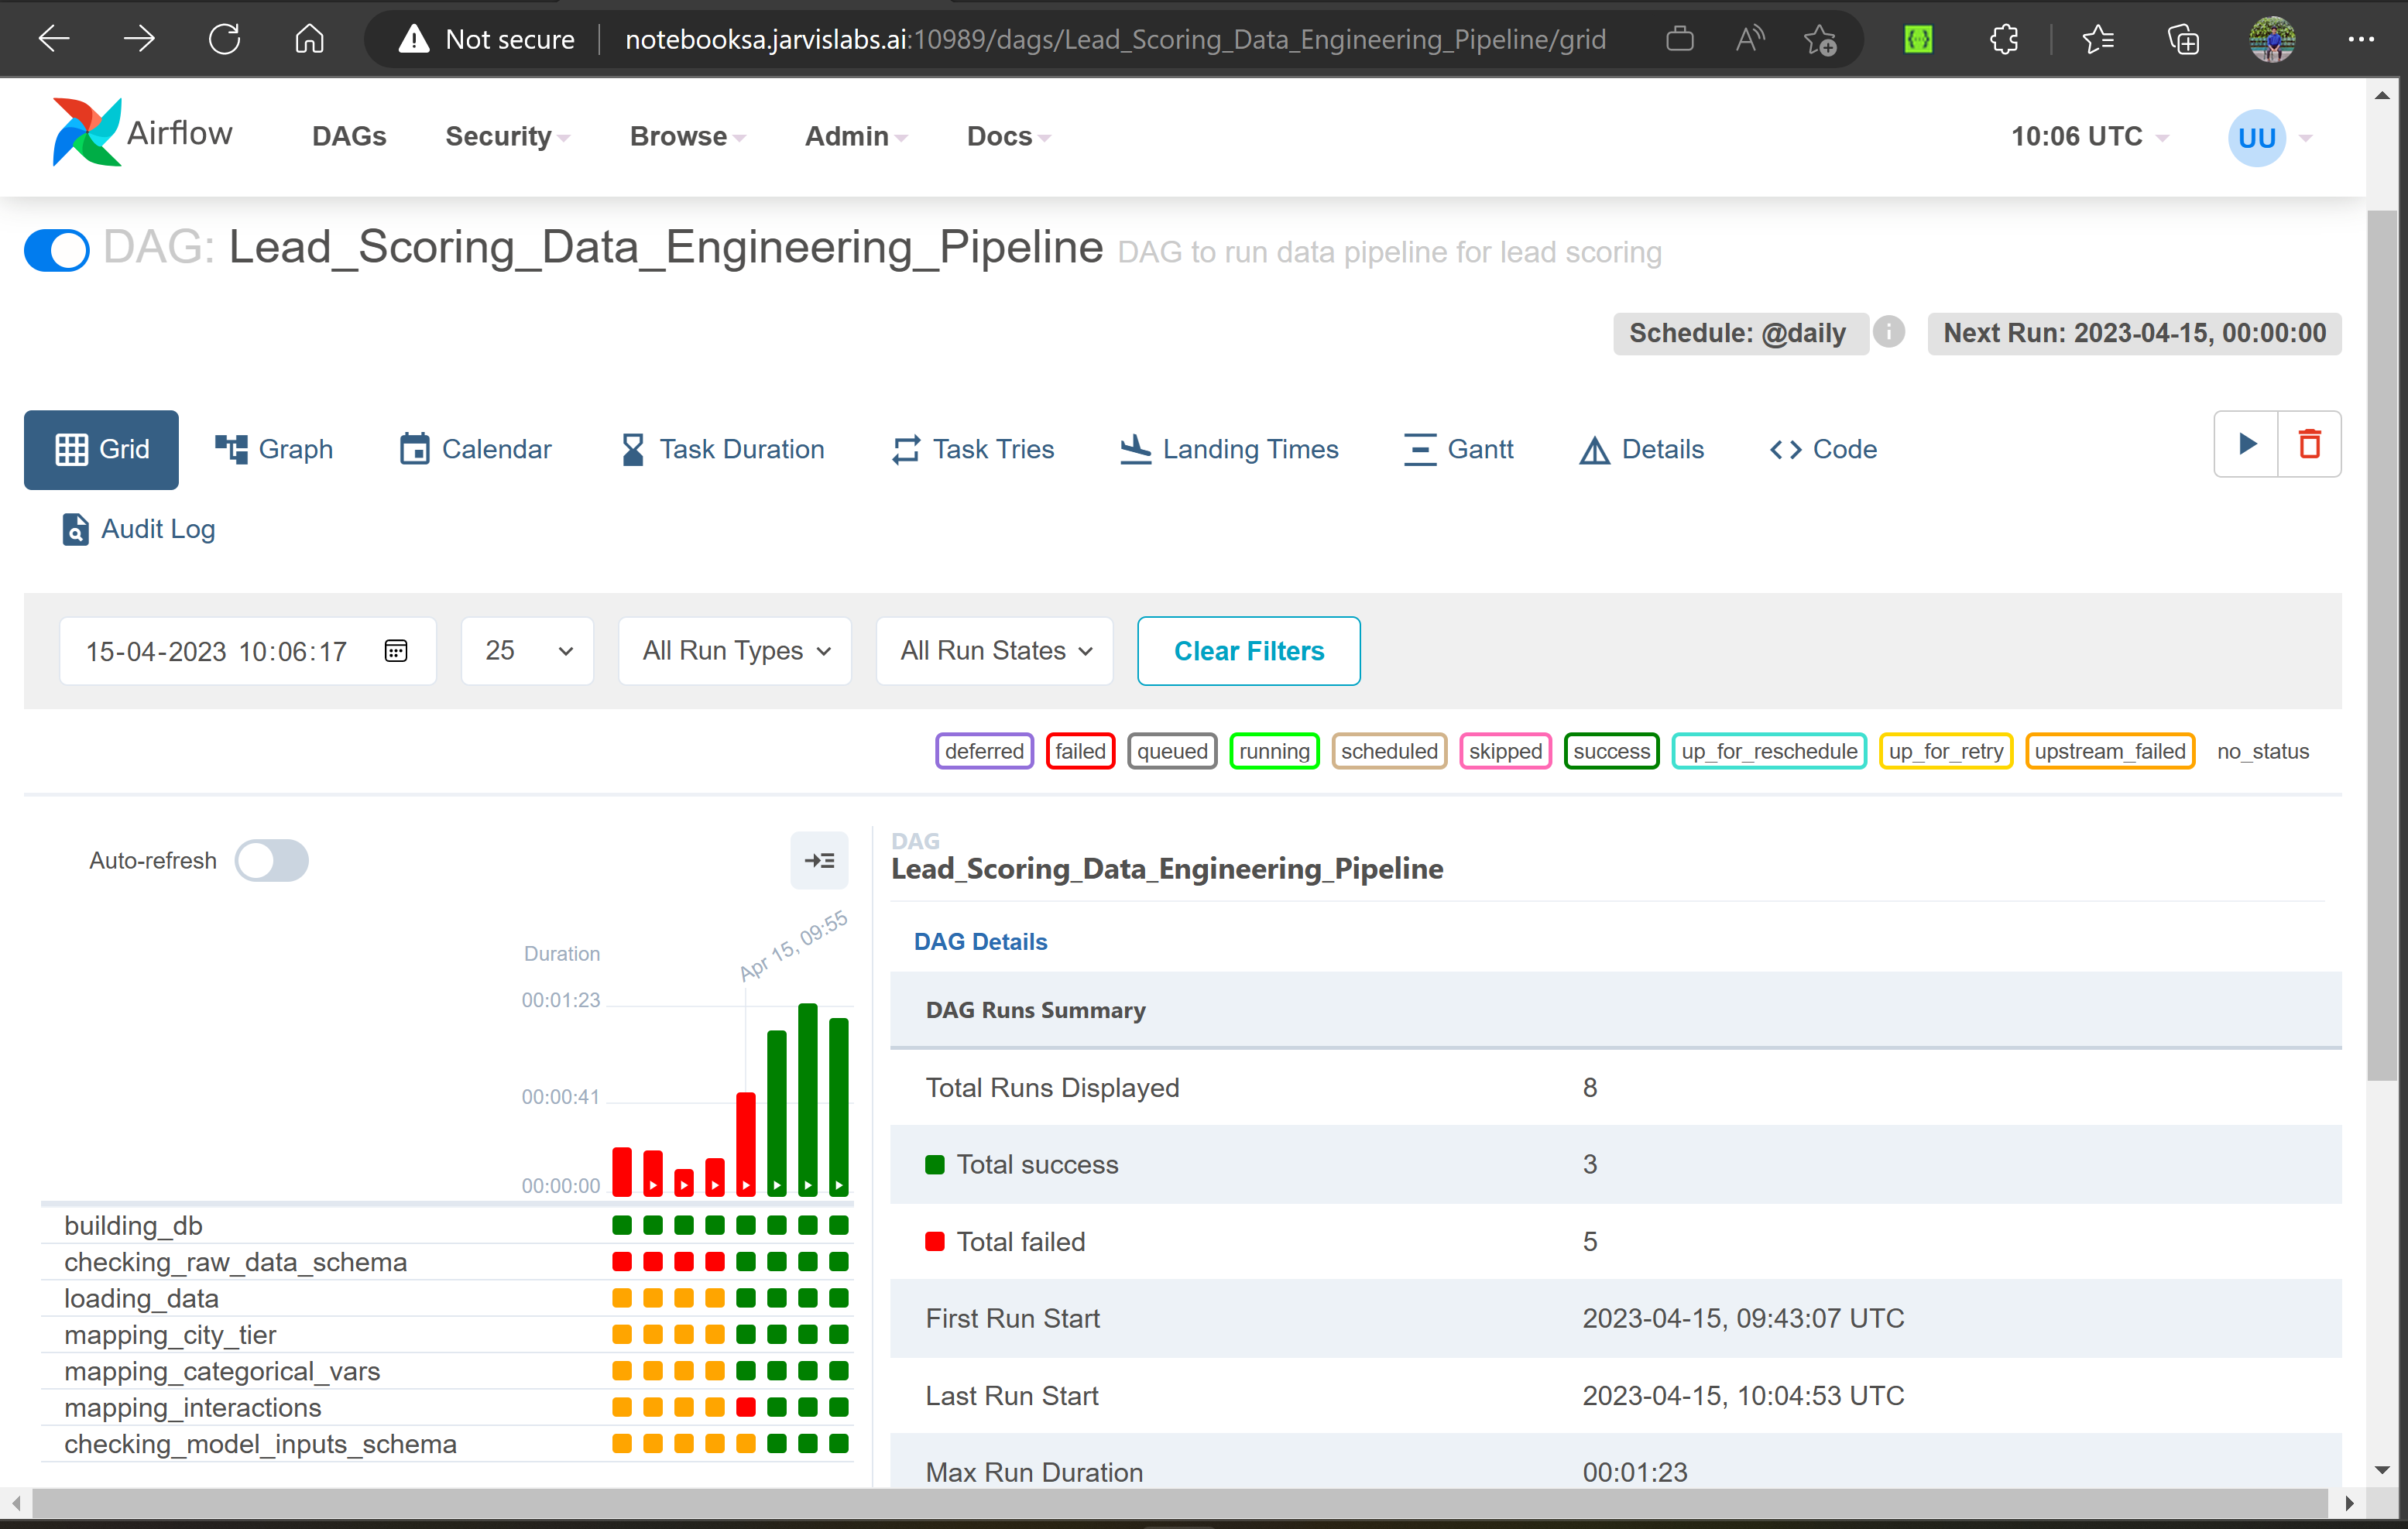 Not secure notebooksa.jarvislabs.ai:10989/dags/Lead_Scoring_Data_Engineering_Pipeline/grid
Airflow DAGs Security Browse Admin Docs 10:06 UTC UU
DAG: Lead_Scoring_Data_Engineering_Pipeline DAG to run data pipeline for lead scoring
Schedule: @daily i Next Run: 2023-04-15, 00:00:00
Grid Graph Calendar Task Duration Task Tries Landing Times Gantt Details Code
Audit Log
15-04-2023 10:06:17 25 All Run Types All Run States Clear Filters
deferred failed queued running scheduled skipped success up_for_reschedule up_for_retry upstream_failed no_status
Auto-refresh
Apr 15, 09:55
Duration
00:01:23
00:00:41
00:00:00
building_db
checking_raw_data_schema
loading_data
mapping_city_tier
mapping_categorical_vars
mapping_interactions
checking_model_inputs_schema
DAG
Lead_Scoring_Data_Engineering_Pipeline
DAG Details
DAG Runs Summary
Total Runs Displayed 8
Total success 3
Total failed 5
First Run Start 2023-04-15, 09:43:07 UTC
Last Run Start 2023-04-15, 10:04:53 UTC
Max Run Duration 00:01:23